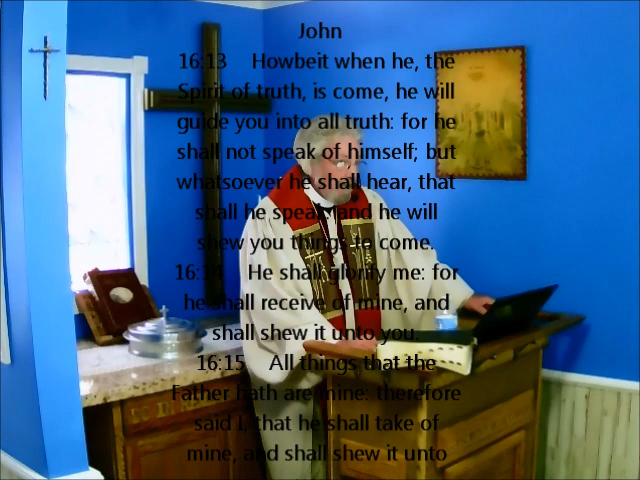 John
16:13 Howbeit when he, the
Spirit of truth, is come, he will
guide you into all truth: for he
shall not speak of himself; but
whatsoever he shall hear, that
shall he speak: and he will
shew you things to come.
16:14 He shall glorify me: for
he shall receive of mine, and
shall shew it unto you.
16:15 All things that the
Father hath are mine: therefore
said I, that he shall take of
mine, and shall shew it unto